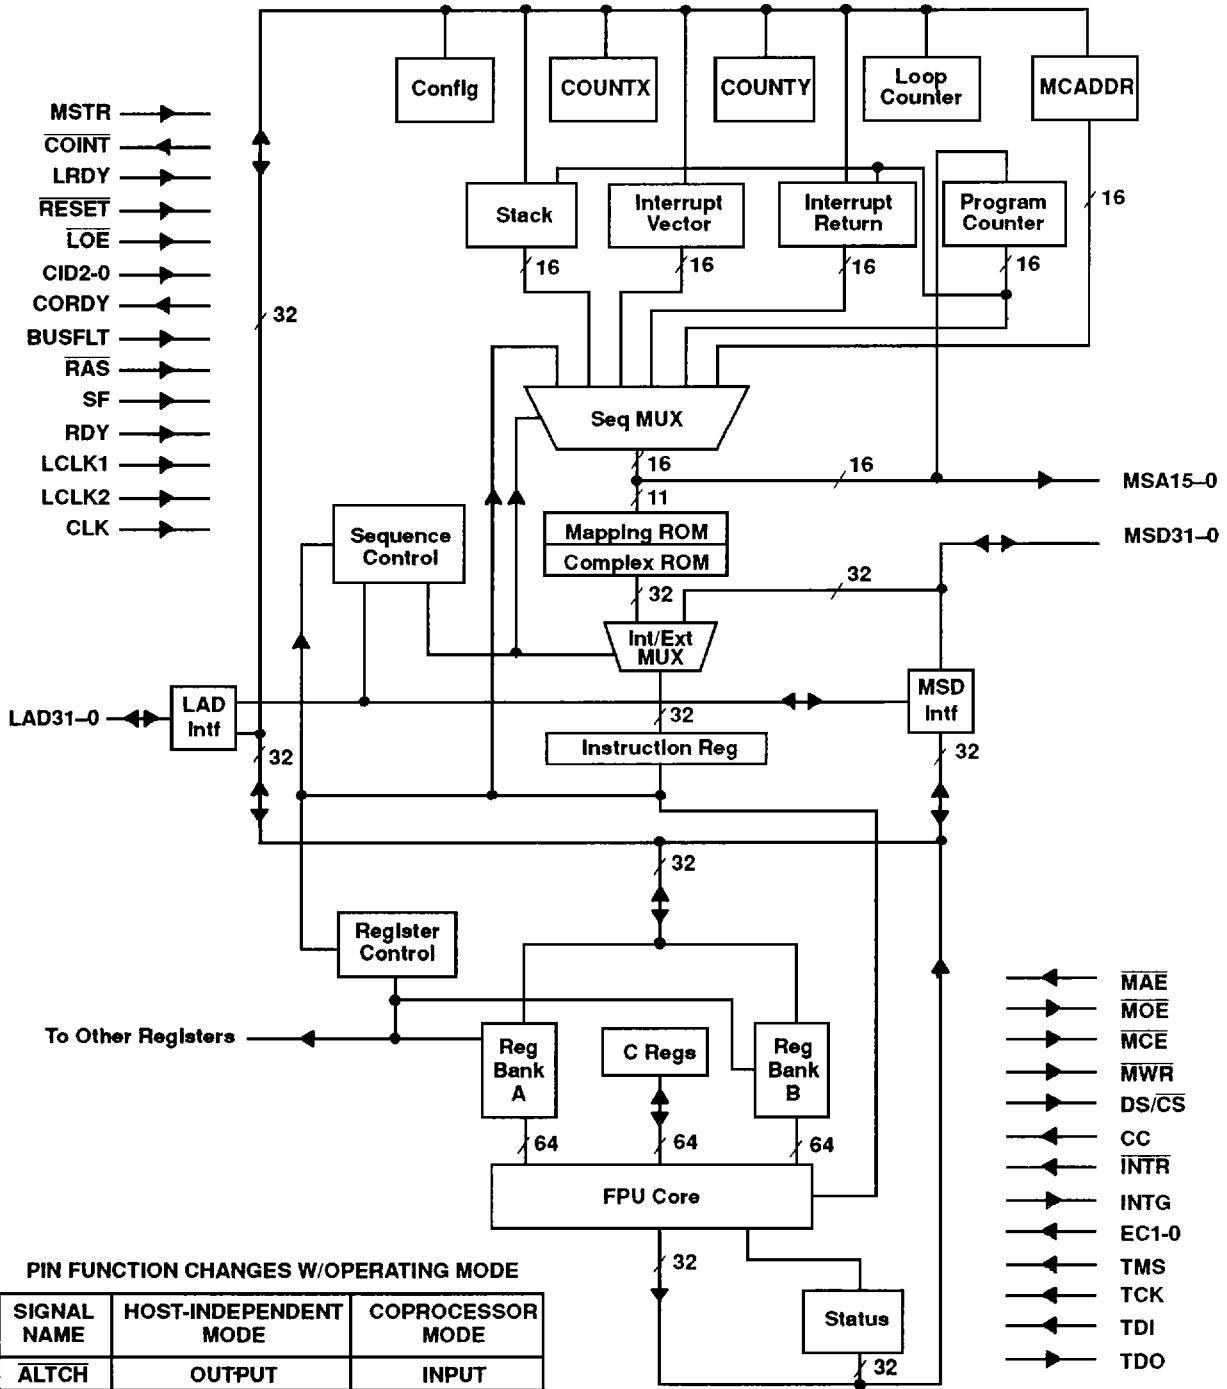 Config
COUNTX
COUNTY
Loop
Counter
MCADDR
MSTR
COINT
LRDY
RESET
LOE
CID2-0
CORDY
BUSFLT
RAS
SF
RDY
LCLK1
LCLK2
CLK
32
Stack
Interrupt
Vector
Interrupt
Return
Program
Counter
16
16
16
16
16
Seq MUX
16
16
11
MSA15–0
Mapping ROM
Complex ROM
Sequence
Control
MSD31–0
32
32
Int/Ext
MUX
LAD31–0
LAD
Intf
MSD
Intf
32
32
32
Instruction Reg
32
Register
Control
To Other Registers
Reg
Bank
A
C Regs
Reg
Bank
B
64
64
64
FPU Core
32
Status
32
MAE
MOE
MCE
MWR
DS/CS
CC
INTR
INTG
EC1-0
TMS
TCK
TDI
TDO
PIN FUNCTION CHANGES W/OPERATING MODE
SIGNAL
NAME
HOST-INDEPENDENT
MODE
COPROCESSOR
MODE
ALTCH
OUTPUT
INPUT